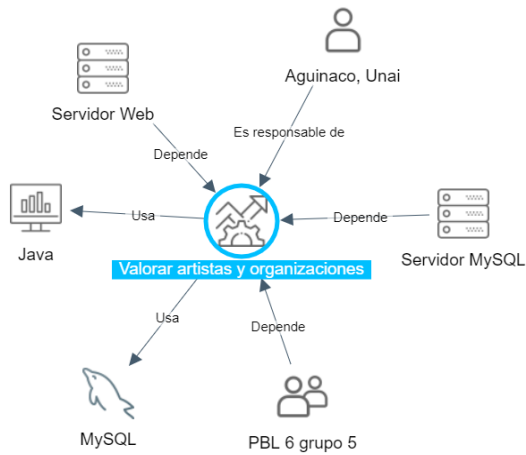 Aguinaco, Unai
Servidor Web
Es responsable de
Depende
Usa
Depende
Java
Servidor MySQL
Valorar artistas y organizaciones
Usa
Depende
MySQL
PBL 6 grupo 5